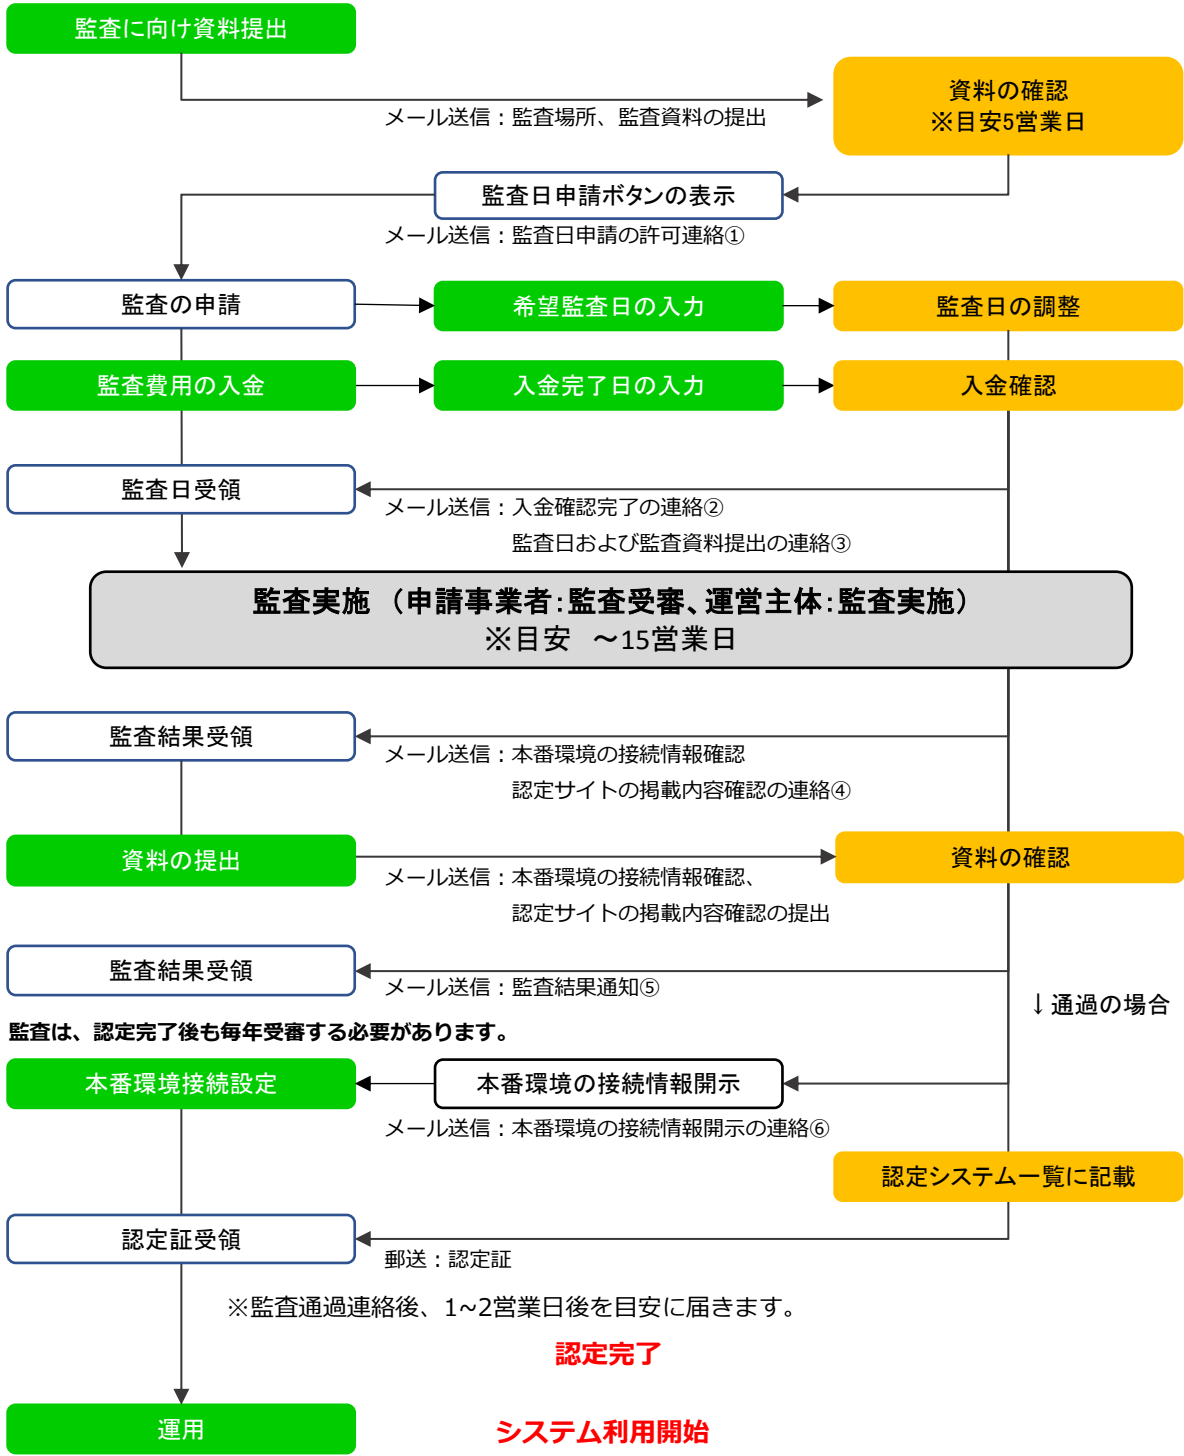 監査に向け資料提出
資料の確認
※目安5営業日
メール送信：監査場所、監査資料の提出
監査日申請ボタンの表示
メール送信：監査日申請の許可連絡①
監査の申請
希望監査日の入力
監査日の調整
監査費用の入金
入金完了日の入力
入金確認
監査日受領
メール送信：入金確認完了の連絡②
監査日および監査資料提出の連絡③
監査実施　（申請事業者：監査受審、運営主体：監査実施）
※目安　～15営業日
監査結果受領
メール送信：本番環境の接続情報確認
認定サイトの掲載内容確認の連絡④
資料の提出
資料の確認
メール送信：本番環境の接続情報確認、
認定サイトの掲載内容確認の提出
監査結果受領
メール送信：監査結果通知⑤
↓通過の場合
監査は、認定完了後も毎年受審する必要があります。
本番環境接続設定
本番環境の接続情報開示
メール送信：本番環境の接続情報開示の連絡⑥
認定システム一覧に記載
認定証受領
郵送：認定証
※監査通過連絡後、1~2営業日後を目安に届きます。
認定完了
運用
システム利用開始